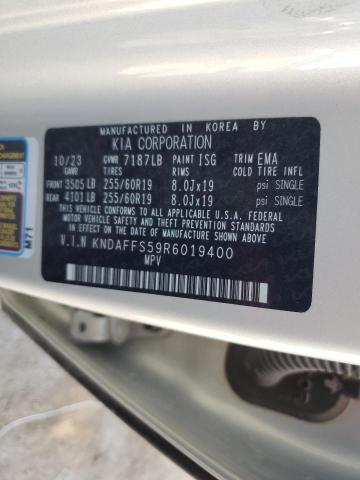 MANUFACTURED IN KOREA BY
KIA CORPORATION
10/23 GVWR 7187LB PAINT ISG TRIM EMA
GAWR TIRES RIMS COLD TIRE INFL
FRONT 3505LB 255/60R19 8.0Jx19 psi SINGLE
REAR 4101LB 255/60R19 8.0Jx19 psi SINGLE
THIS VEHICLE CONFORMS TO ALL APPLICABLE U.S.A. FEDERAL
MOTOR VEHICLE SAFETY STANDARDS IN EFFECT ON THE DATE OF
MANUFACTURE SHOWN ABOVE.
V.I.N KNDAFFS59R6019400
MPV
M71